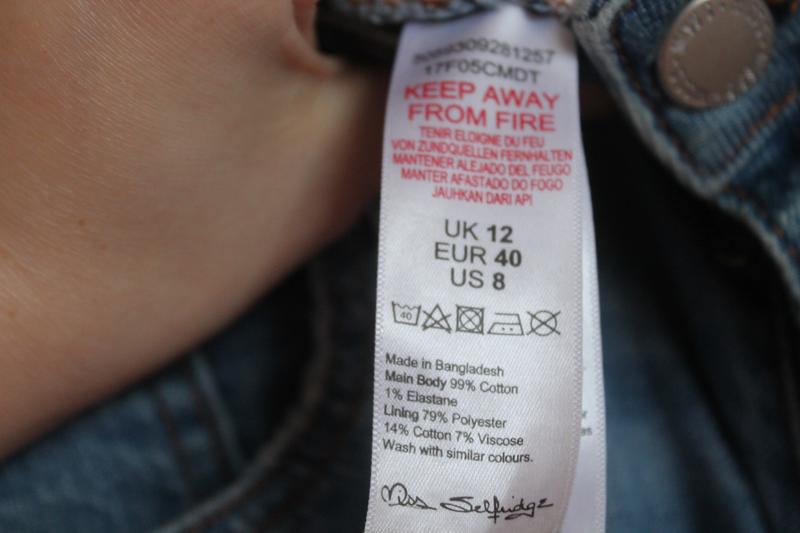 5059309281257
17F05CMDT
KEEP AWAY
FROM FIRE
TENIR ELOIGNE DU FEU
VON ZUNDQUELLEN FERNHALTEN
MANTENER ALEJADO DEL FEUGO
MANTER AFASTADO DO FOGO
JAUHKAN DARI API
UK 12
EUR 40
US 8
40
Made in Bangladesh
Main Body 99% Cotton
1% Elastane
Lining 79% Polyester
14% Cotton 7% Viscose
Wash with similar colours.
Miss Selfridge